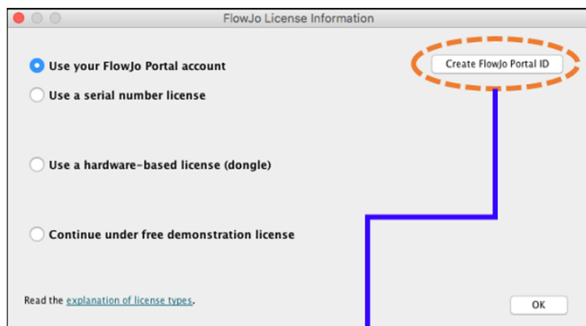 FlowJo License Information
Use your FlowJo Portal account
Create FlowJo Portal ID
Use a serial number license
Use a hardware-based license (dongle)
Continue under free demonstration license
Read the explanation of license types.
OK